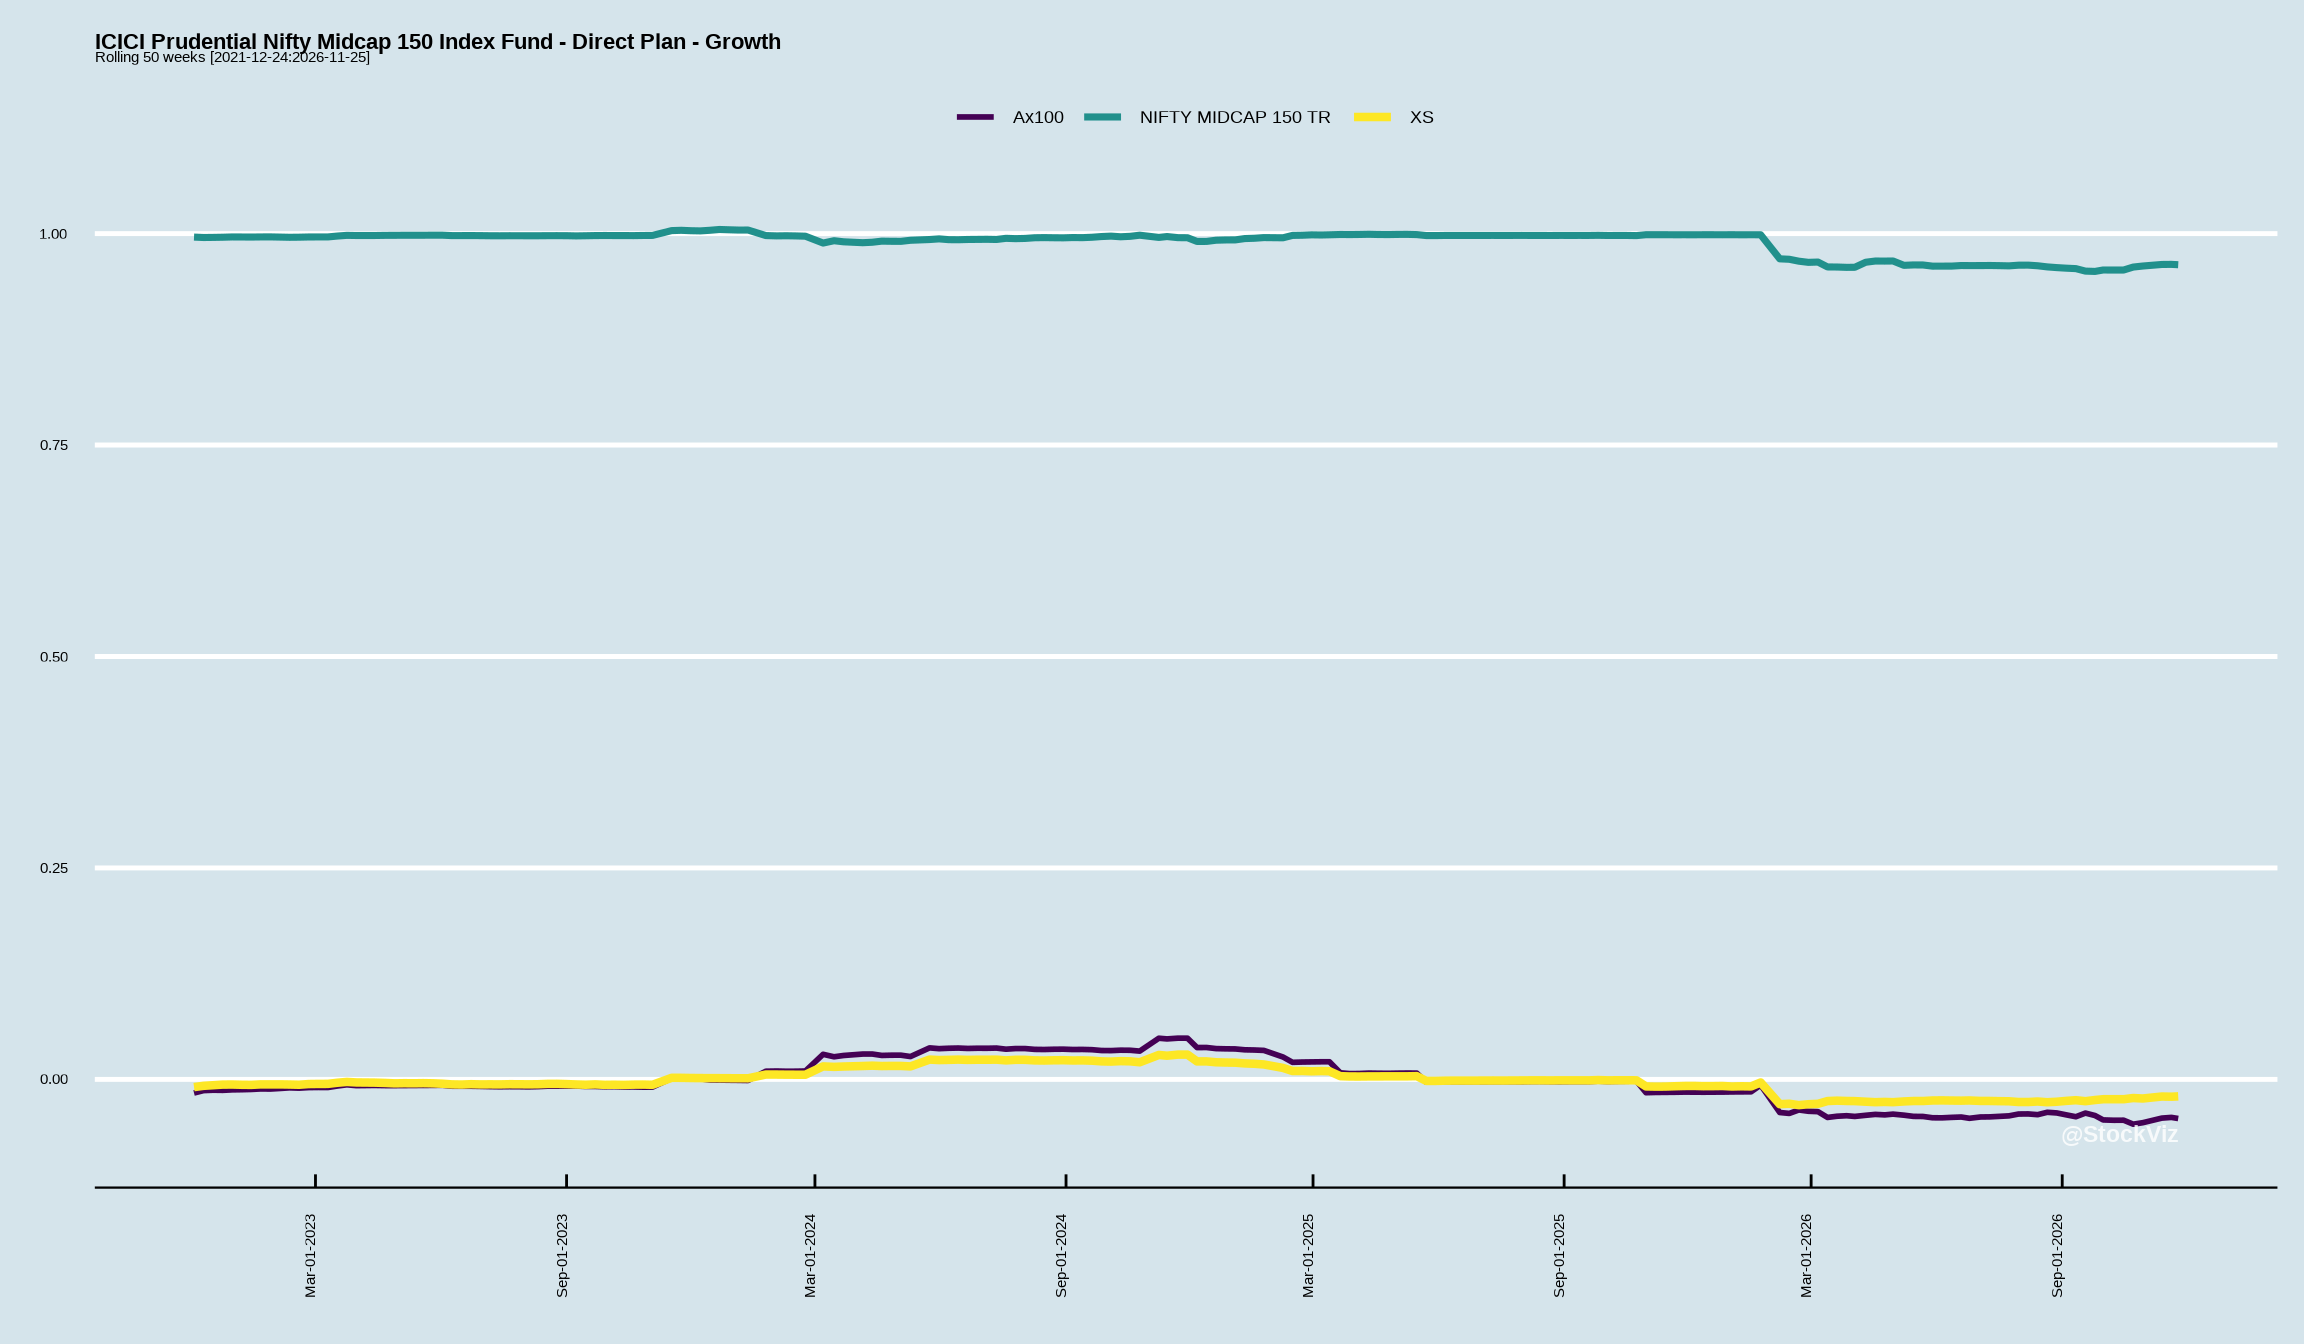 ICICI Prudential Nifty Midcap 150 Index Fund - Direct Plan - Growth
Rolling 50 weeks [2021-12-24:2026-11-25]
Ax100 NIFTY MIDCAP 150 TR XS
1.00
0.75
0.50
0.25
0.00
@StockViz
Mar-01-2023
Sep-01-2023
Mar-01-2024
Sep-01-2024
Mar-01-2025
Sep-01-2025
Mar-01-2026
Sep-01-2026